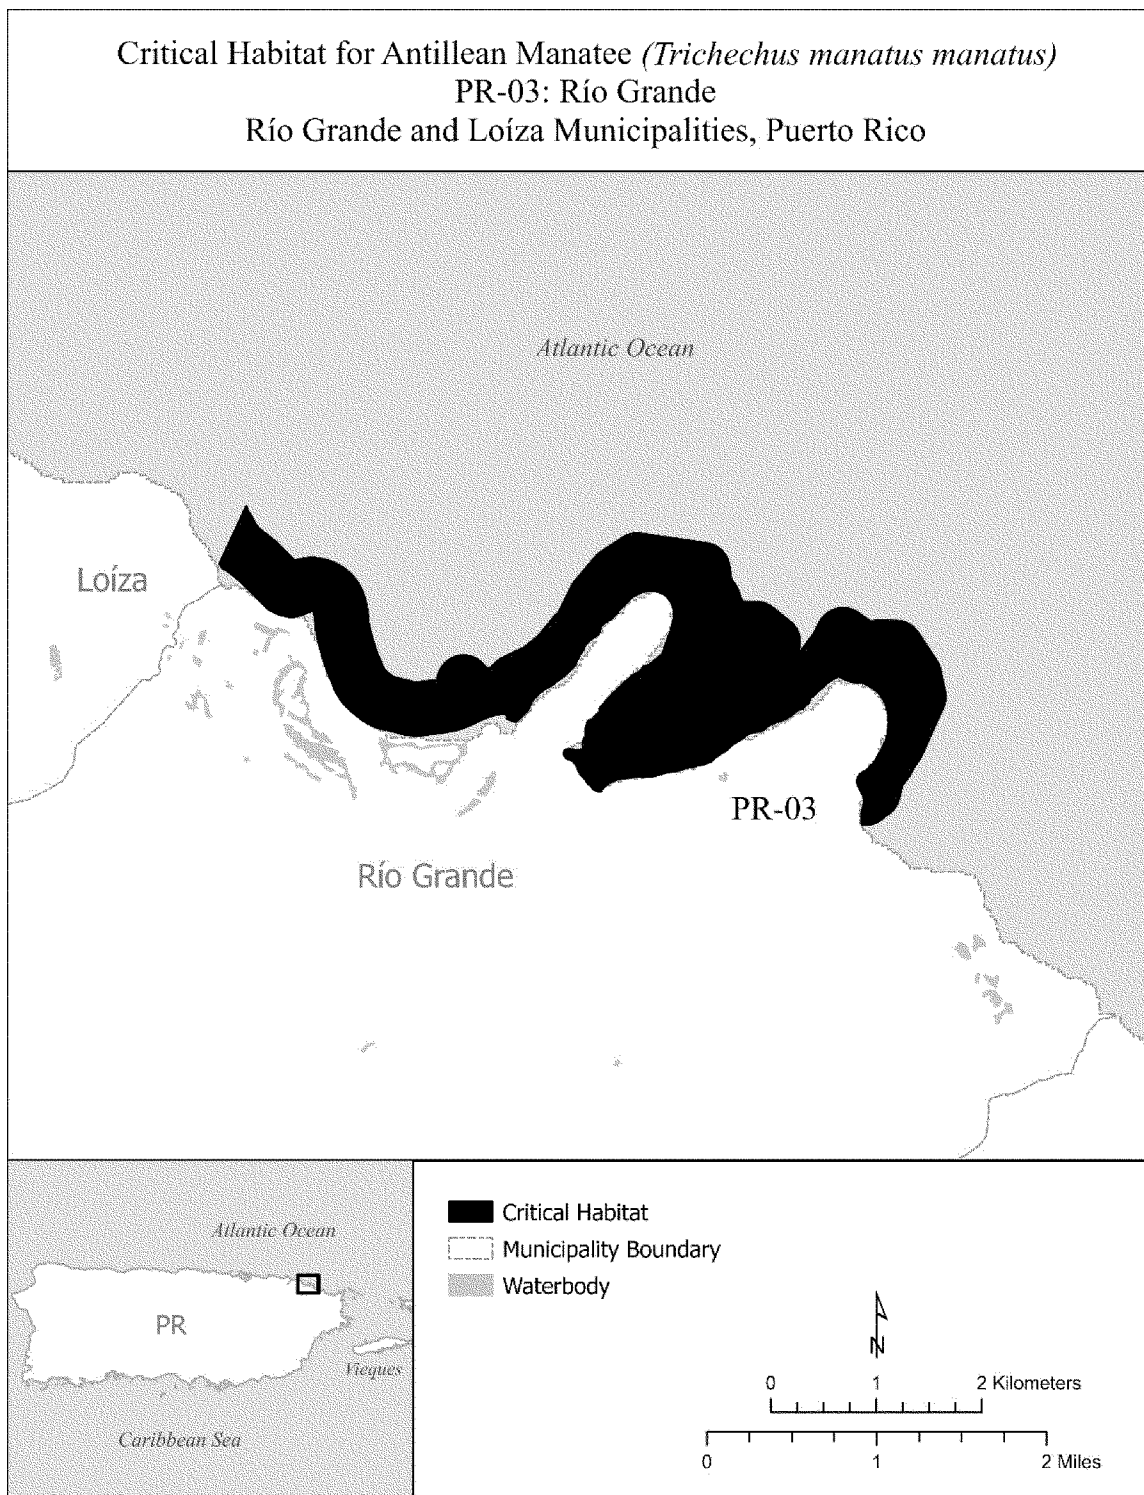 Critical Habitat for Antillean Manatee (Trichechus manatus manatus)
PR-03: Río Grande
Río Grande and Loíza Municipalities, Puerto Rico
Atlantic Ocean
Loíza
PR-03
Río Grande
Atlantic Ocean
PR
Vieques
Caribbean Sea
Critical Habitat
Municipality Boundary
Waterbody
N
0 1 2 Kilometers
0 1 2 Miles